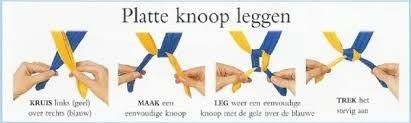 Platte knoop leggen
KRUIS links (geel)
over rechts (blauw)
MAAK een
eenvoudige knoop
LEG weer een eenvoudige
knoop met de gele over de blauwe
TREK het
stevig aan